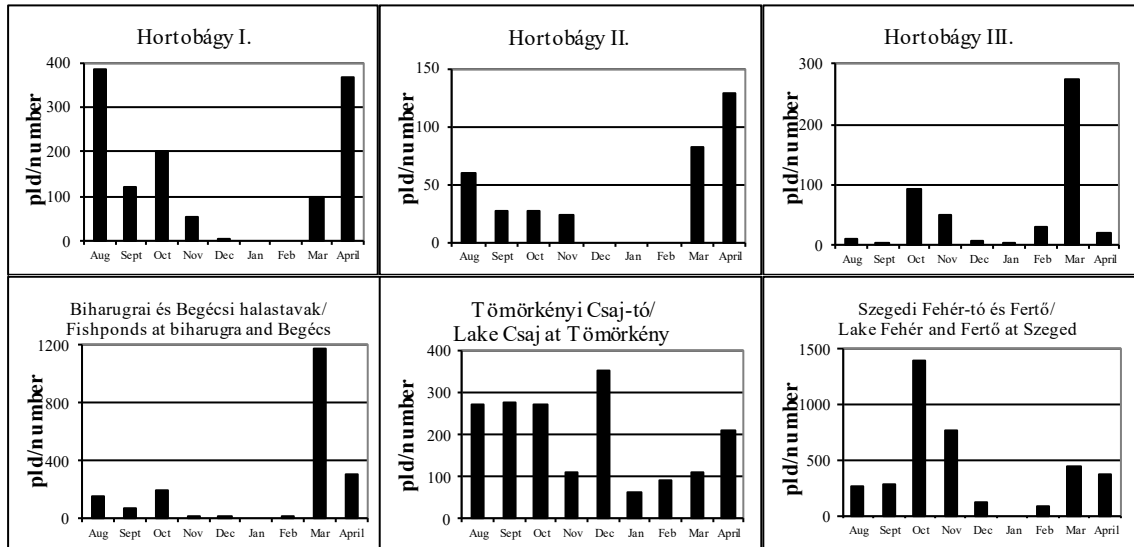 Hortobágy I.
pld/number
400
300
200
100
0
Aug Sept Oct Nov Dec Jan Feb Mar April
Hortobágy II.
pld/number
150
100
50
0
Aug Sept Oct Nov Dec Jan Feb Mar April
Hortobágy III.
pld/number
300
200
100
0
Aug Sept Oct Nov Dec Jan Feb Mar April
Biharugrai és Begécsi halastavak/
Fishponds at biharugra and Begécs
pld/number
1200
800
400
0
Aug Sept Oct Nov Dec Jan Feb Mar April
Tömörkényi Csaj-tó/
Lake Csaj at Tömörkény
pld/number
400
300
200
100
0
Aug Sept Oct Nov Dec Jan Feb Mar April
Szegedi Fehér-tó és Fertő/
Lake Fehér and Fertő at Szeged
pld/number
1500
1000
500
0
Aug Sept Oct Nov Dec Jan Feb Mar April